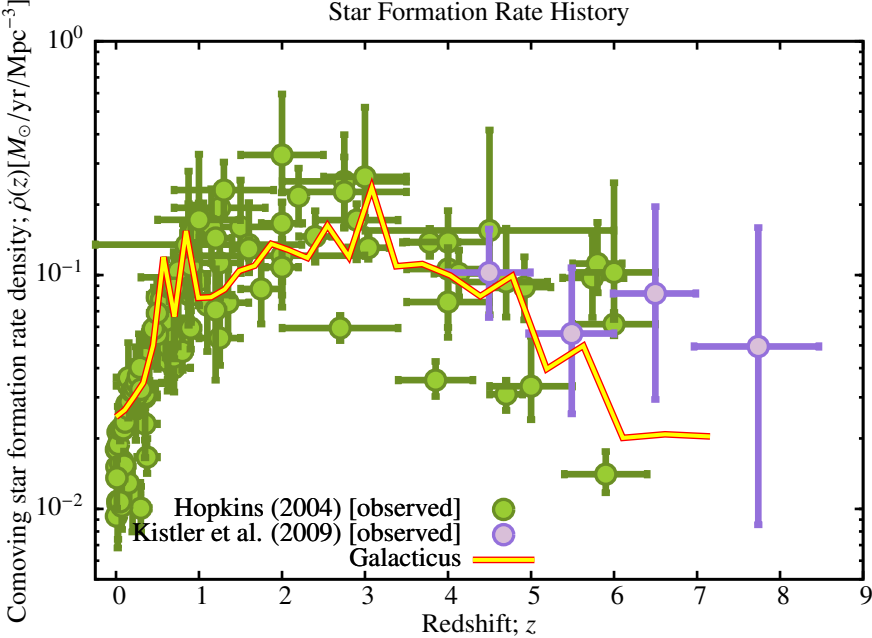 Star Formation Rate History
Comoving star formation rate density; ρ̇(z)[M⊙/yr/Mpc⁻³]
10⁰
10⁻¹
10⁻²
Hopkins (2004) [observed]
Kistler et al. (2009) [observed]
Galacticus
0 1 2 3 4 5 6 7 8 9
Redshift; z